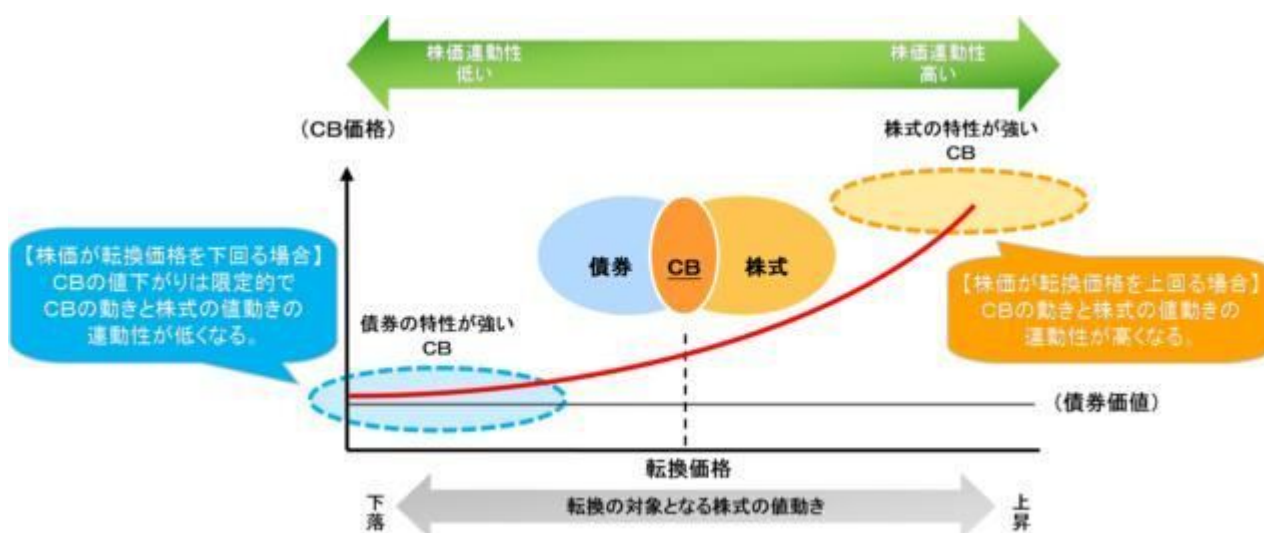 株価連動性
低い
株価連動性
高い
（CB価格）
株式の特性が強い
CB
【株価が転換価格を下回る場合】
CBの値下がりは限定的で
CBの動きと株式の値動きの
連動性が低くなる。
債券
CB
株式
【株価が転換価格を上回る場合】
CBの動きと株式の値動きの
連動性が高くなる。
債券の特性が強い
CB
（債券価値）
転換価格
下落
転換の対象となる株式の値動き
上昇